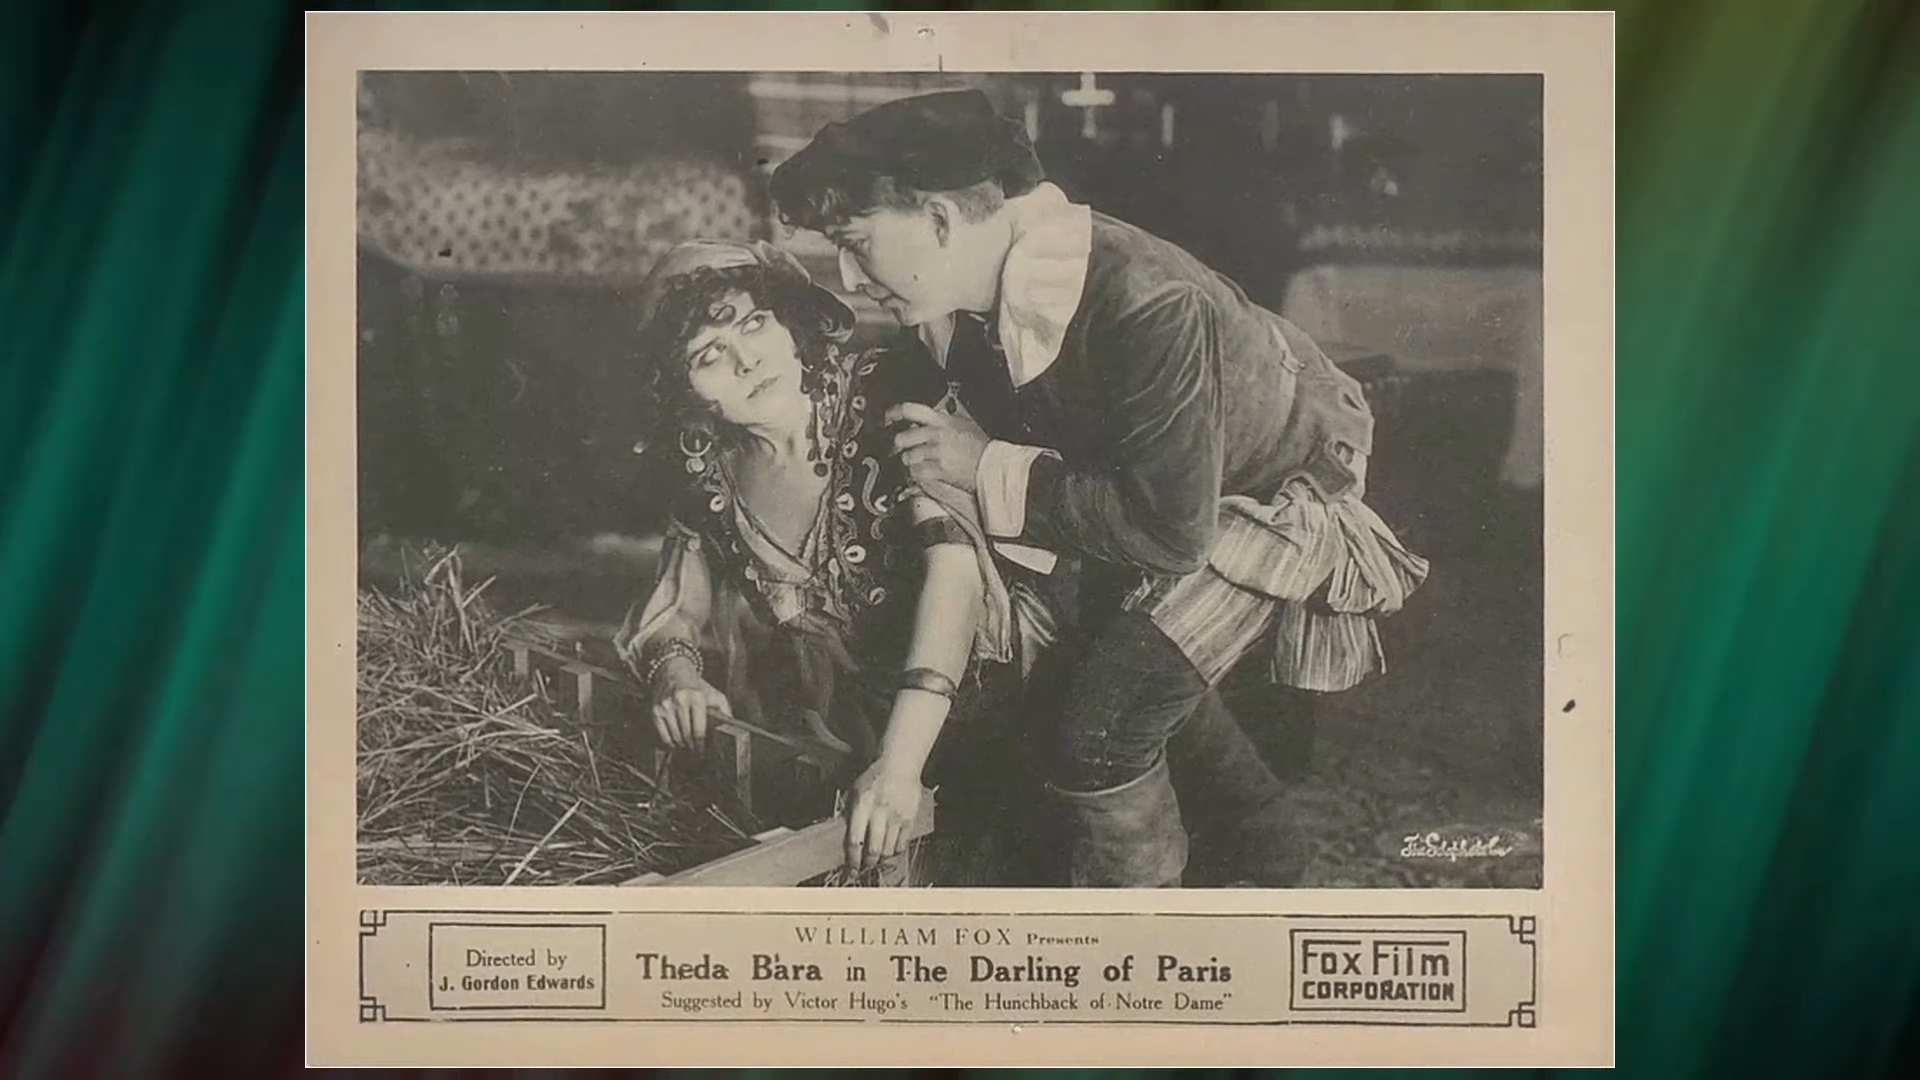 Directed by
J. Gordon Edwards
WILLIAM FOX Presents
Theda Bara in The Darling of Paris
Suggested by Victor Hugo's "The Hunchback of Notre Dame"
Fox Film
CORPORATION